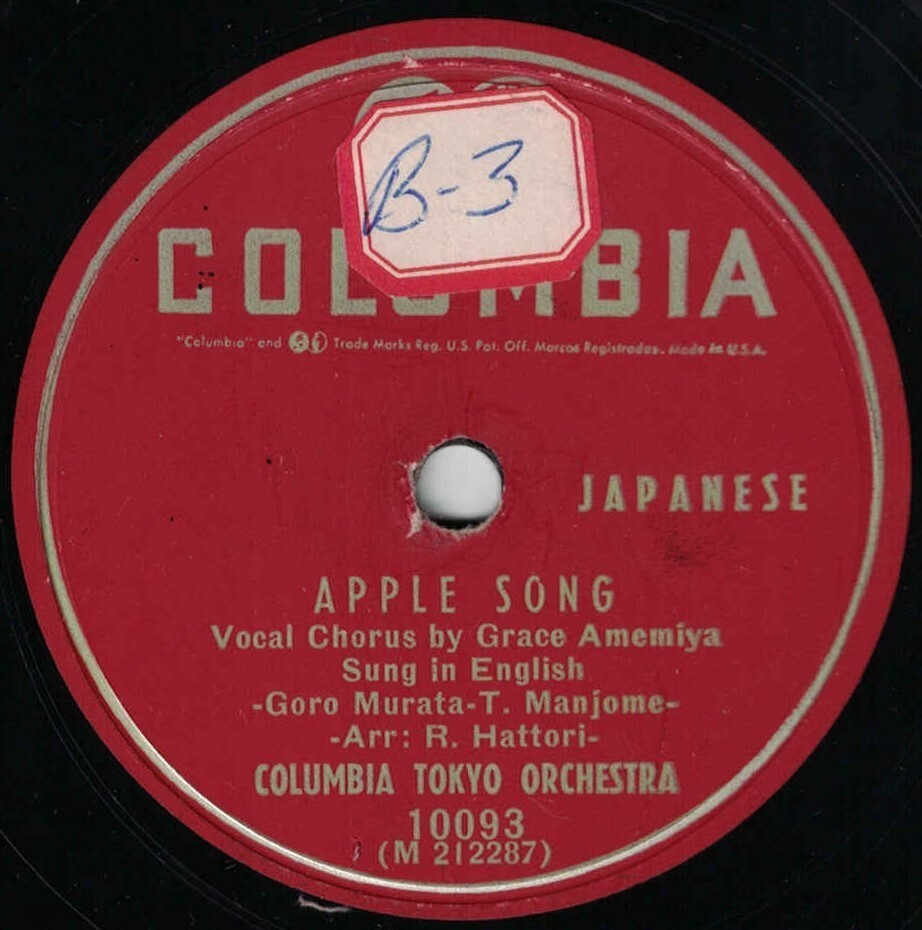 B-3
COLUMBIA
"Columbia" and Trade Marks Reg. U.S. Pat. Off. Marcas Registradas. Made in U.S.A.
JAPANESE
APPLE SONG
Vocal Chorus by Grace Amemiya
Sung in English
-Goro Murata-T. Manjome-
-Arr: R. Hattori-
COLUMBIA TOKYO ORCHESTRA
10093
(M 212287)